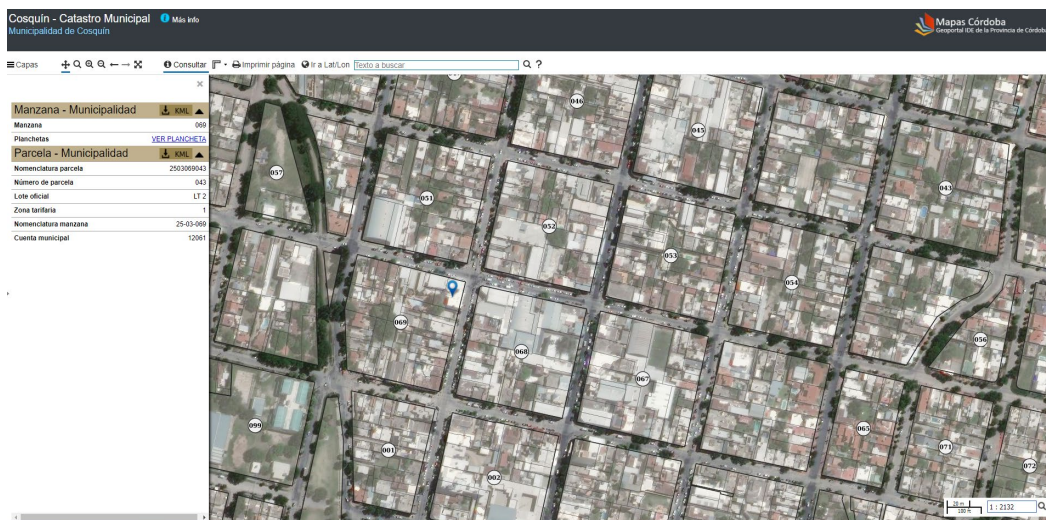 Cosquín - Catastro Municipal Más info
Municipalidad de Cosquín
Mapas Córdoba
Geoportal IDE de la Provincia de Córdoba
Capas Consultar Imprimir página Ir a Lat/Lon Texto a buscar ?
Manzana - Municipalidad KML
Manzana 069
Planchetas VER PLANCHETA
Parcela - Municipalidad KML
Nomenclatura parcela 2503069043
Número de parcela 043
Lote oficial LT 2
Zona tarifaria 1
Nomenclatura manzana 25-03-069
Cuenta municipal 12061
046
045
057
043
051
052
053
054
069
056
068
067
099
065
001
071
002
072
20 m
100 ft
1 : 2132